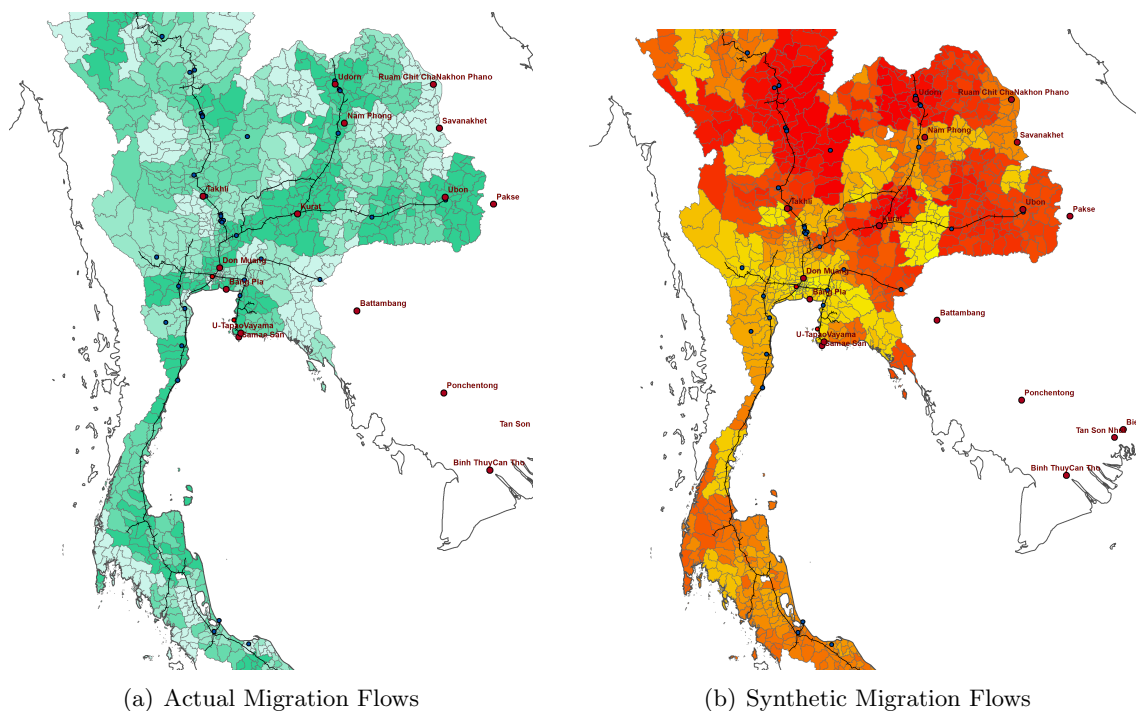 Udorn
Ruam Chit ChaNakhon Phano
Nam Phong
Savanakhet
Takhli
Ubon
Pakse
Kurat
Don Muang
Bang Pla
Battambang
U-TapaoVayama
Samae San
Ponchentong
Tan Son
Binh ThuyCan Tho
(a) Actual Migration Flows
Udorn
Ruam Chit ChaNakhon Phano
Nam Phong
Savanakhet
Takhli
Ubon
Pakse
Kurat
Don Muang
Bang Pla
Battambang
U-TapaoVayama
Samae San
Ponchentong
Bie
Tan Son Nhut
Binh ThuyCan Tho
(b) Synthetic Migration Flows